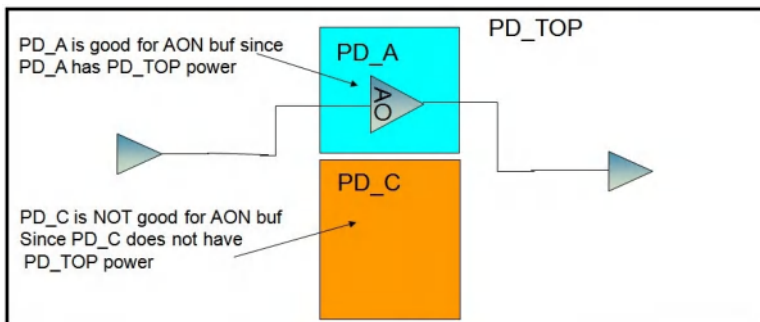 PD_TOP
PD_A is good for AON buf since
PD_A has PD_TOP power
PD_A
AO
PD_C
PD_C is NOT good for AON buf
Since PD_C does not have
PD_TOP power